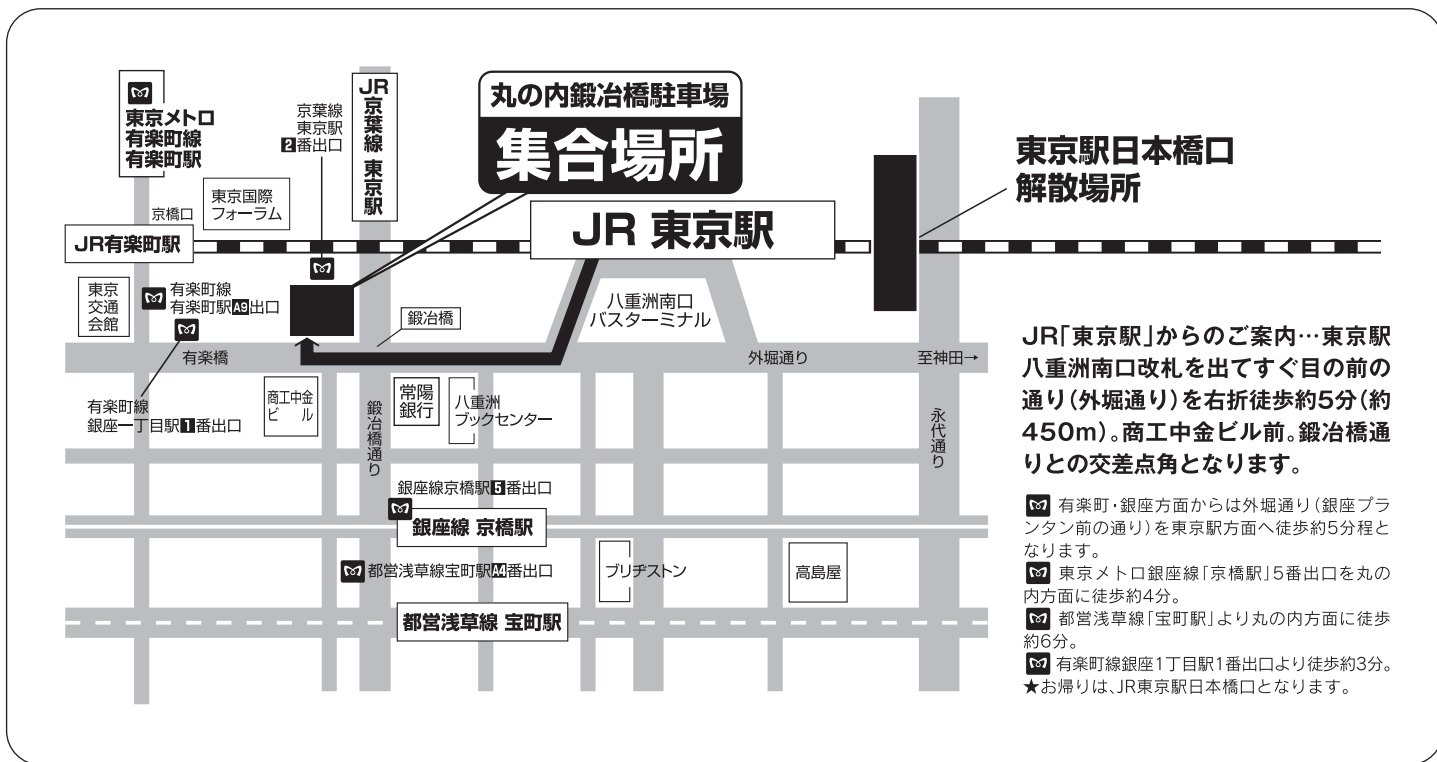 丸の内鍛冶橋駐車場
集合場所
東京メトロ
有楽町線
有楽町駅
京葉線
東京駅
2番出口
JR
京葉線 東京駅
東京駅日本橋口
解散場所
京橋口
東京国際
フォーラム
JR有楽町駅
JR 東京駅
東京
交通
会館
有楽町線
有楽町駅A9出口
鍛冶橋
八重洲南口
バスターミナル
有楽橋
外堀通り
至神田→
有楽町線
銀座一丁目駅1番出口
商工中金
ビル
鍛冶橋通り
常陽
銀行
八重洲
ブックセンター
永代通り
銀座線京橋駅5番出口
銀座線 京橋駅
都営浅草線宝町駅A4番出口
ブリヂストン
高島屋
都営浅草線 宝町駅
JR「東京駅」からのご案内…東京駅
八重洲南口改札を出てすぐ目の前の
通り(外堀通り)を右折徒歩約5分(約
450m)。商工中金ビル前。鍛冶橋通
りとの交差点角となります。
有楽町・銀座方面からは外堀通り(銀座プラ
ンタン前の通り)を東京駅方面へ徒歩約5分程と
なります。
東京メトロ銀座線「京橋駅」5番出口を丸の
内方面に徒歩約4分。
都営浅草線「宝町駅」より丸の内方面に徒歩
約6分。
有楽町線銀座1丁目駅1番出口より徒歩約3分。
★お帰りは、JR東京駅日本橋口となります。